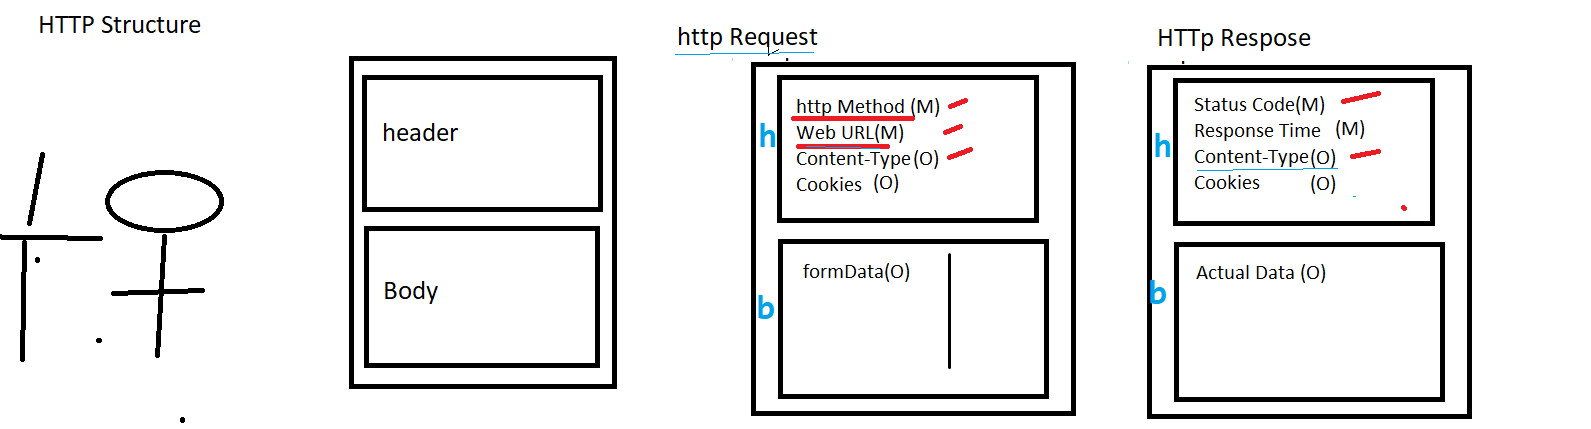 HTTP Structure
header
Body
http Request
h
http Method (M)
Web URL(M)
Content-Type (O)
Cookies (O)
b
formData(O)
HTTp Respose
h
Status Code(M)
Response Time (M)
Content-Type(O)
Cookies (O)
b
Actual Data (O)